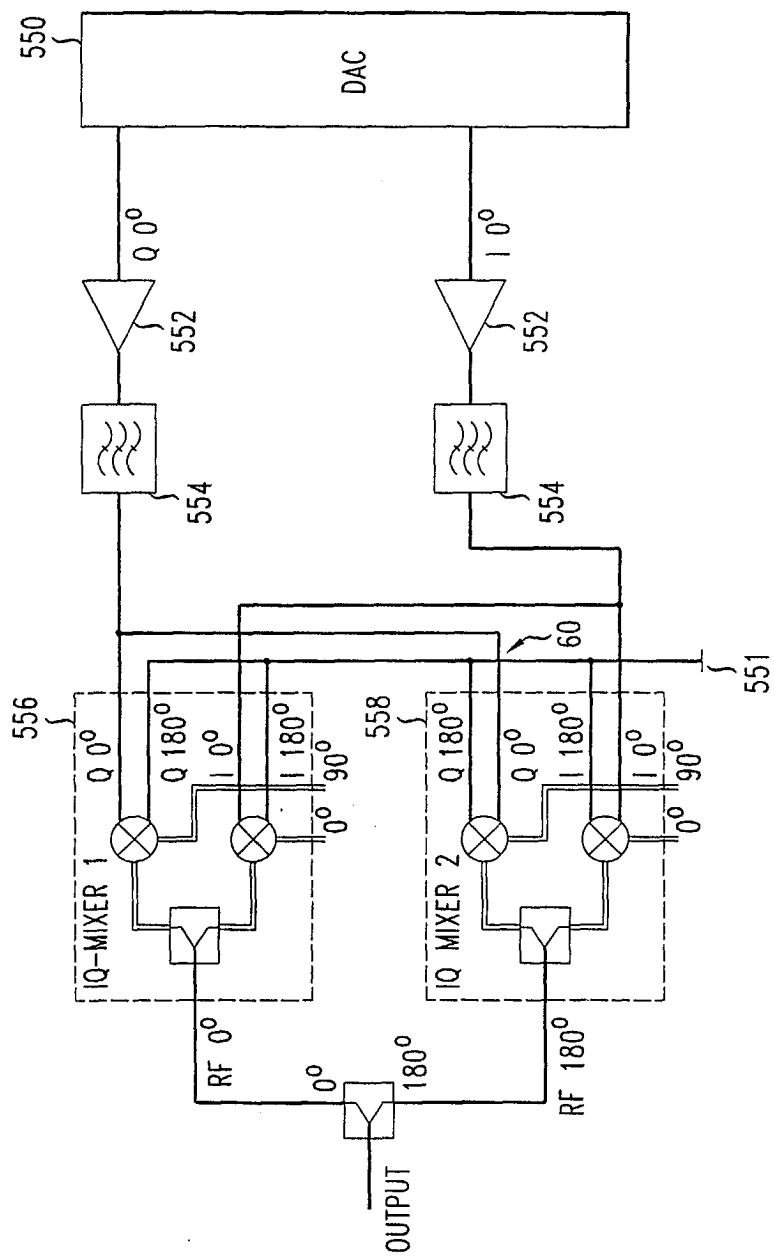 550
DAC
Q 0°
I 0°
552
552
554
554
556
IQ-MIXER 1
Q 0°
Q 180°
I 0°
I 180°
90°
0°
60
551
558
IQ MIXER 2
Q 180°
Q 0°
I 180°
I 0°
90°
0°
RF 0°
0°
180°
RF 180°
OUTPUT